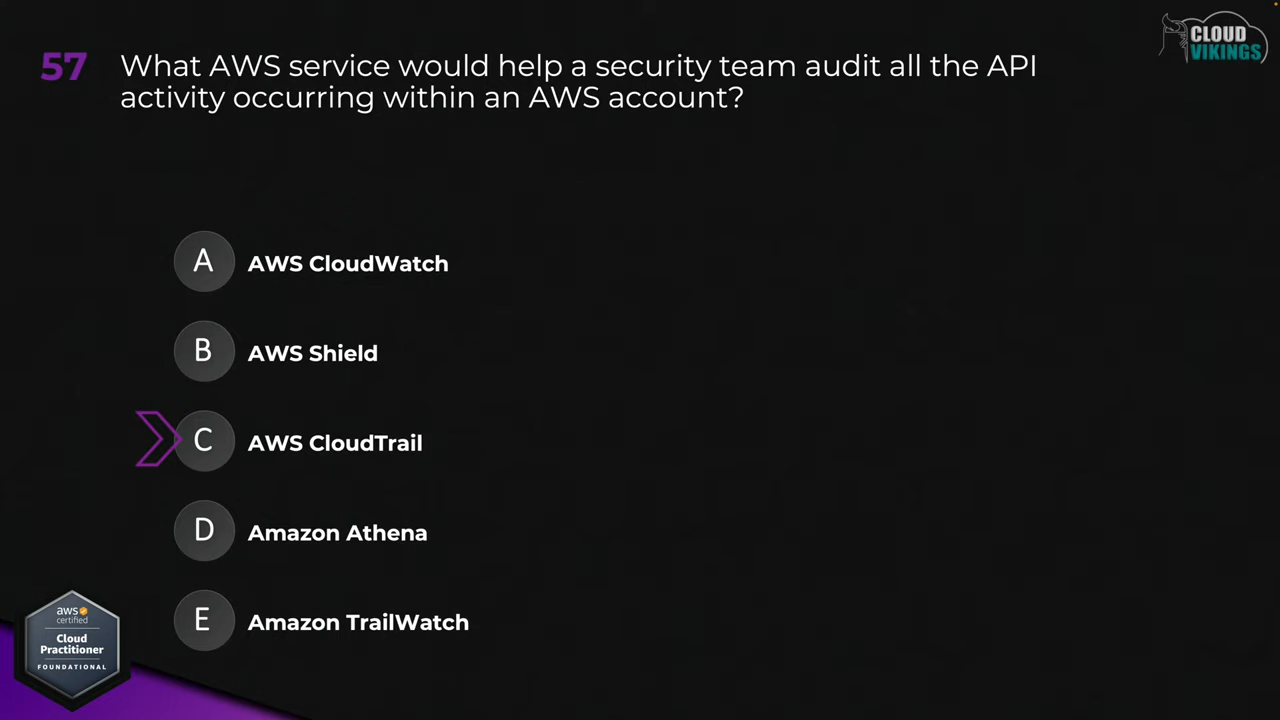 CLOUD
VIKINGS
57
What AWS service would help a security team audit all the API
activity occurring within an AWS account?
A
AWS CloudWatch
B
AWS Shield
C
AWS CloudTrail
D
Amazon Athena
E
Amazon TrailWatch
aws
certified
Cloud
Practitioner
FOUNDATIONAL